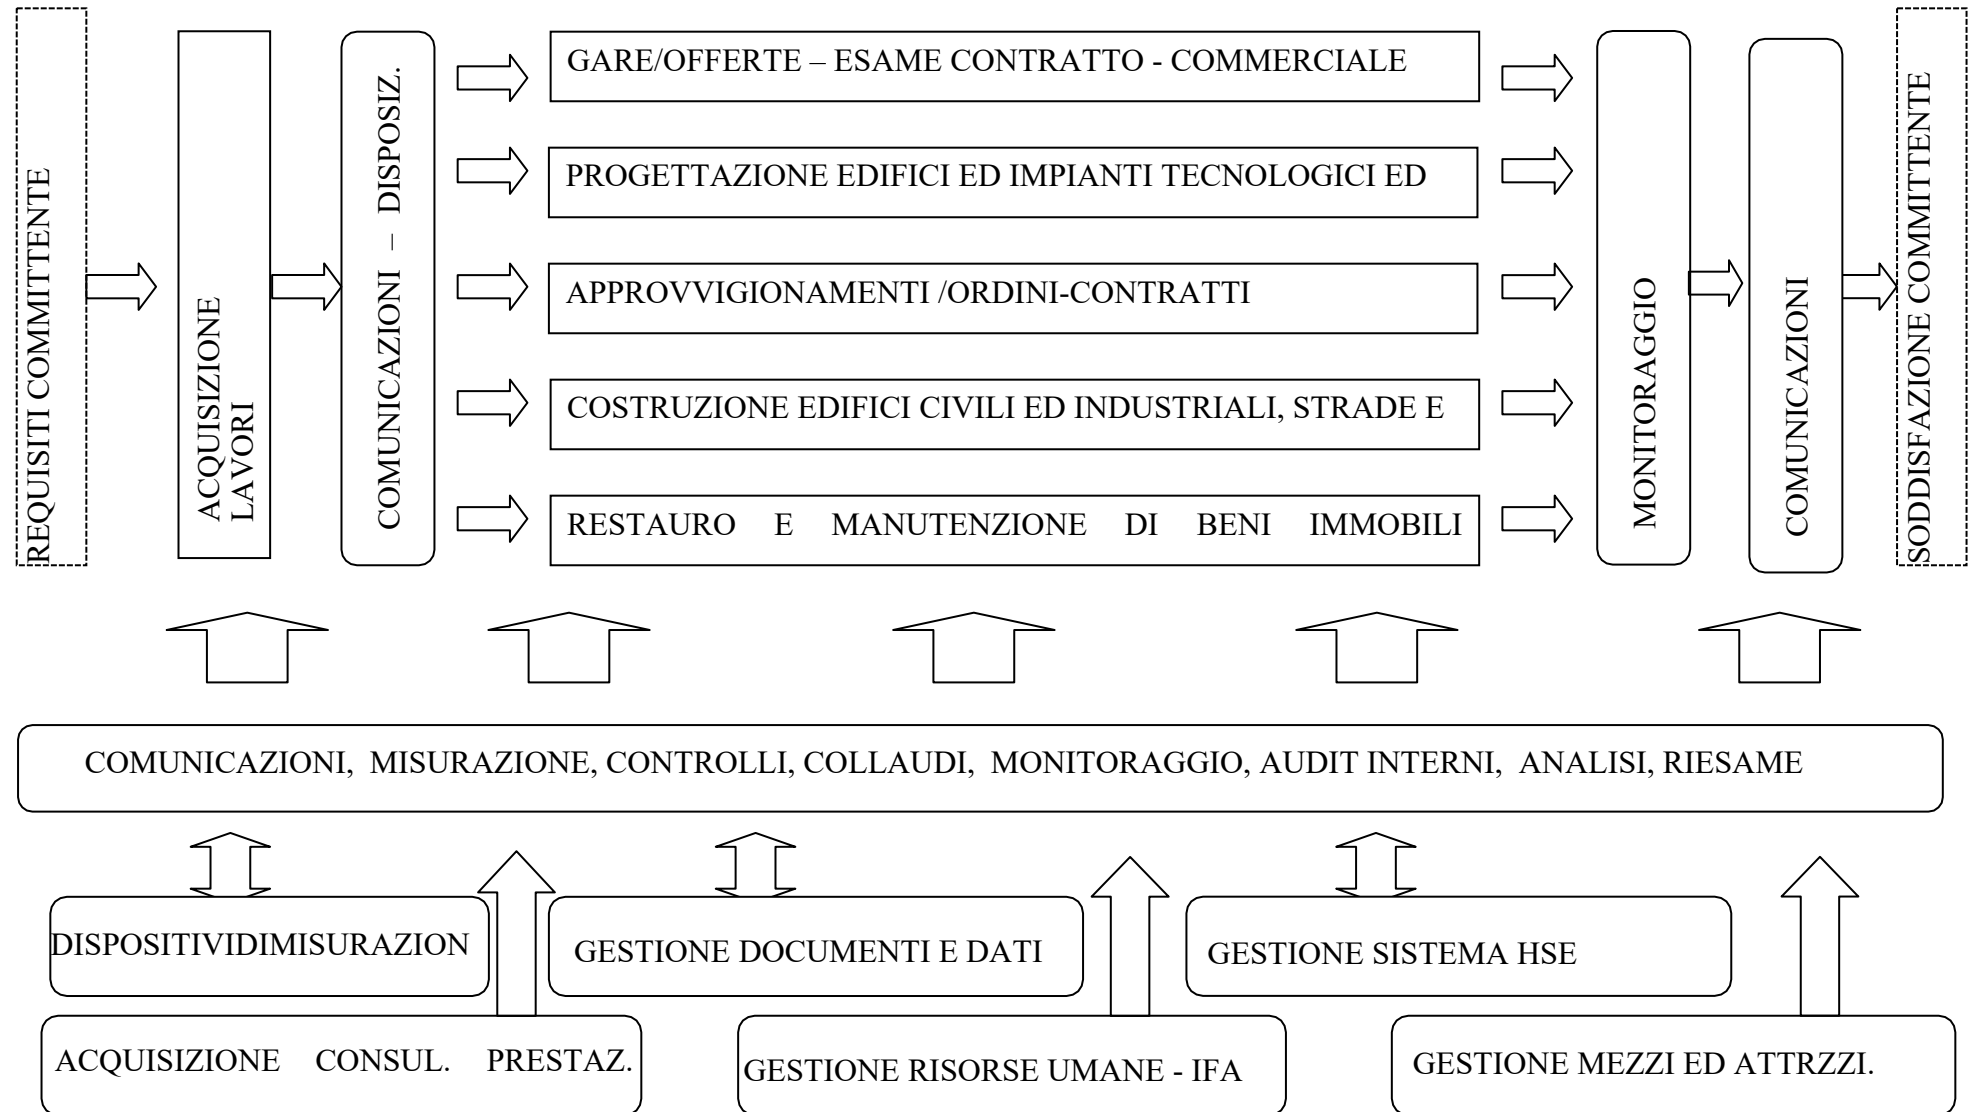 REQUISITI COMMITTENTE
ACQUISIZIONE
LAVORI
COMUNICAZIONI – DISPOSIZ.
GARE/OFFERTE – ESAME CONTRATTO - COMMERCIALE
PROGETTAZIONE EDIFICI ED IMPIANTI TECNOLOGICI ED
APPROVVIGIONAMENTI /ORDINI-CONTRATTI
COSTRUZIONE EDIFICI CIVILI ED INDUSTRIALI, STRADE E
RESTAURO E MANUTENZIONE DI BENI IMMOBILI
MONITORAGGIO
COMUNICAZIONI
SODDISFAZIONE COMMITTENTE
COMUNICAZIONI, MISURAZIONE, CONTROLLI, COLLAUDI, MONITORAGGIO, AUDIT INTERNI, ANALISI, RIESAME
DISPOSITIVIDIMISURAZION
GESTIONE DOCUMENTI E DATI
GESTIONE SISTEMA HSE
ACQUISIZIONE CONSUL. PRESTAZ.
GESTIONE RISORSE UMANE - IFA
GESTIONE MEZZI ED ATTRZZI.